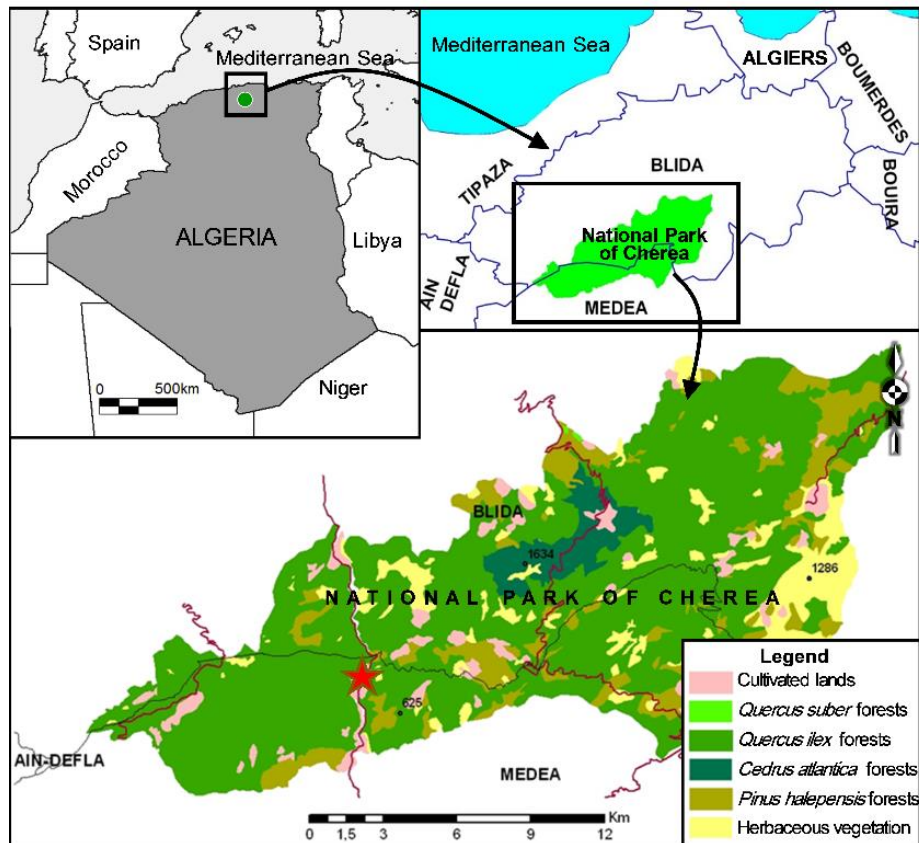 Spain
Mediterranean Sea
Morocco
ALGERIA
Libya
Niger
0 500km
Mediterranean Sea
ALGIERS
BOUMERDES
TIPAZA
BLIDA
BOUIRA
National Park
of Cherea
AIN
DEFLA
MEDEA
N
BLIDA
1634
1286
NATIONAL PARK OF CHEREA
625
AIN-DEFLA
MEDEA
Km
0 1,5 3 6 9 12
Legend
Cultivated lands
Quercus suber forests
Quercus ilex forests
Cedrus atlantica forests
Pinus halepensis forests
Herbaceous vegetation